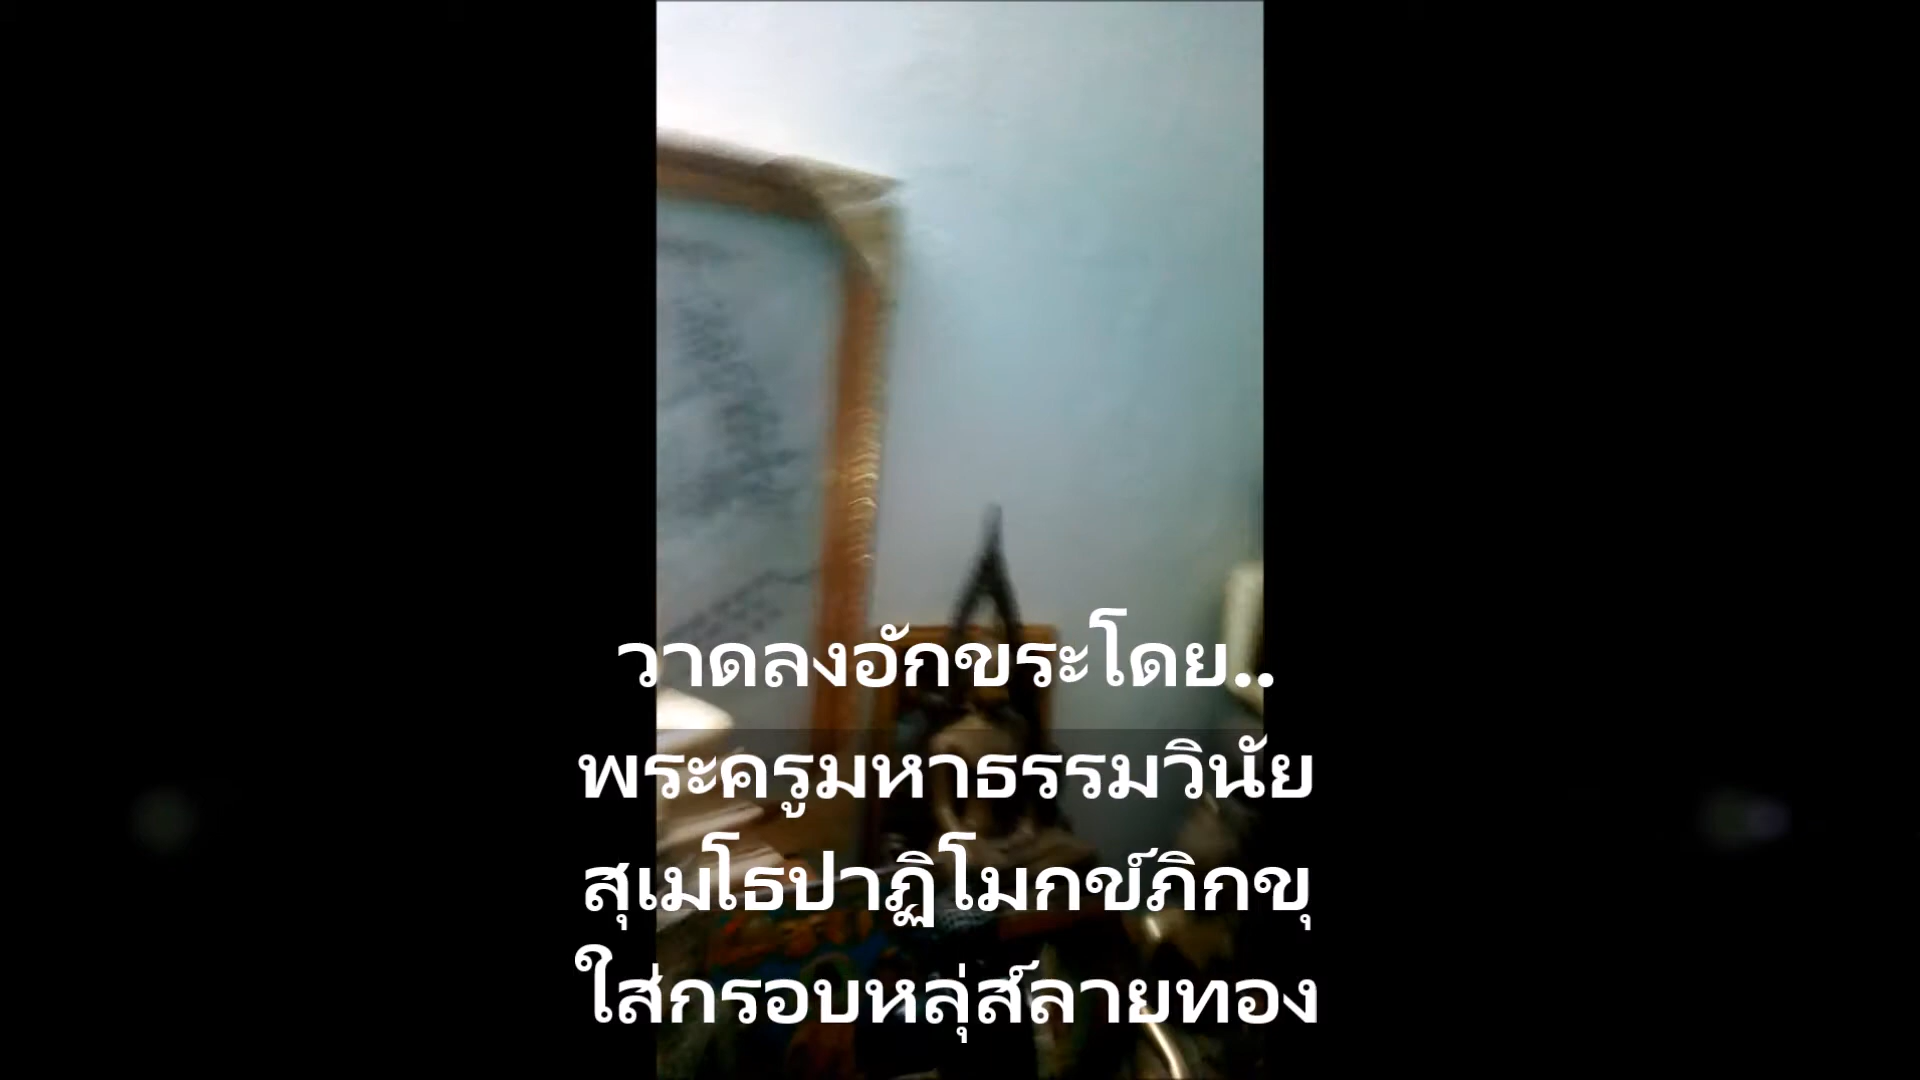 วาดลงอักขระโดย..
พระครูมหาธรรมวินัย
สุเมโธปาฏิโมกข์ภิกขุ
ใส่กรอบหลุ่ส์ลายทอง